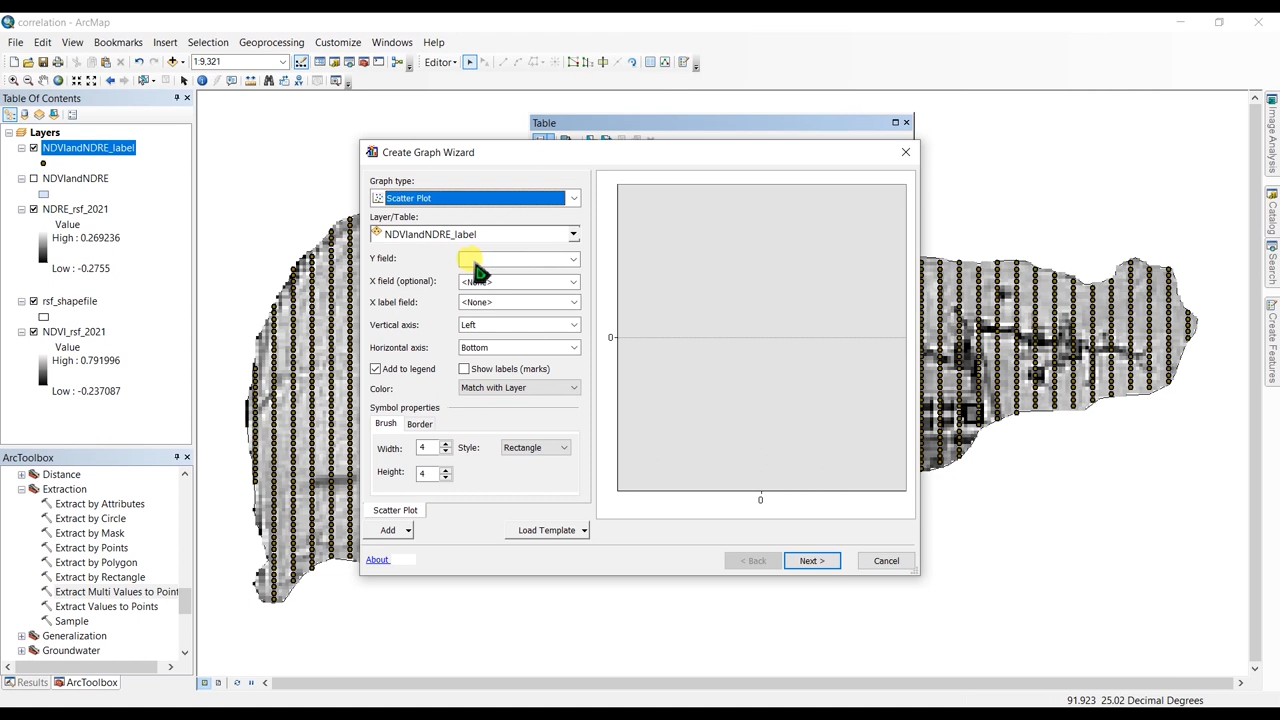 correlation - ArcMap
File Edit View Bookmarks Insert Selection Geoprocessing Customize Windows Help
1:9,321
Editor
Table Of Contents
Layers
NDVIandNDRE_label
NDVIandNDRE
NDRE_rsf_2021
Value
High : 0.269236
Low : -0.2755
rsf_shapefile
NDVI_rsf_2021
Value
High : 0.791996
Low : -0.237087
ArcToolbox
Distance
Extraction
Extract by Attributes
Extract by Circle
Extract by Mask
Extract by Points
Extract by Polygon
Extract by Rectangle
Extract Multi Values to Point
Extract Values to Points
Sample
Generalization
Groundwater
Results ArcToolbox
Table
Create Graph Wizard
Graph type:
Scatter Plot
Layer/Table:
NDVIandNDRE_label
Y field:
X field (optional): <None>
X label field: <None>
Vertical axis: Left
Horizontal axis: Bottom
Add to legend Show labels (marks)
Color: Match with Layer
Symbol properties
Brush Border
Width: 4 Style: Rectangle
Height: 4
Scatter Plot
Add Load Template
About
< Back Next > Cancel
0
0
Image Analysis
Catalog
Search
Create Features
91.923 25.02 Decimal Degrees